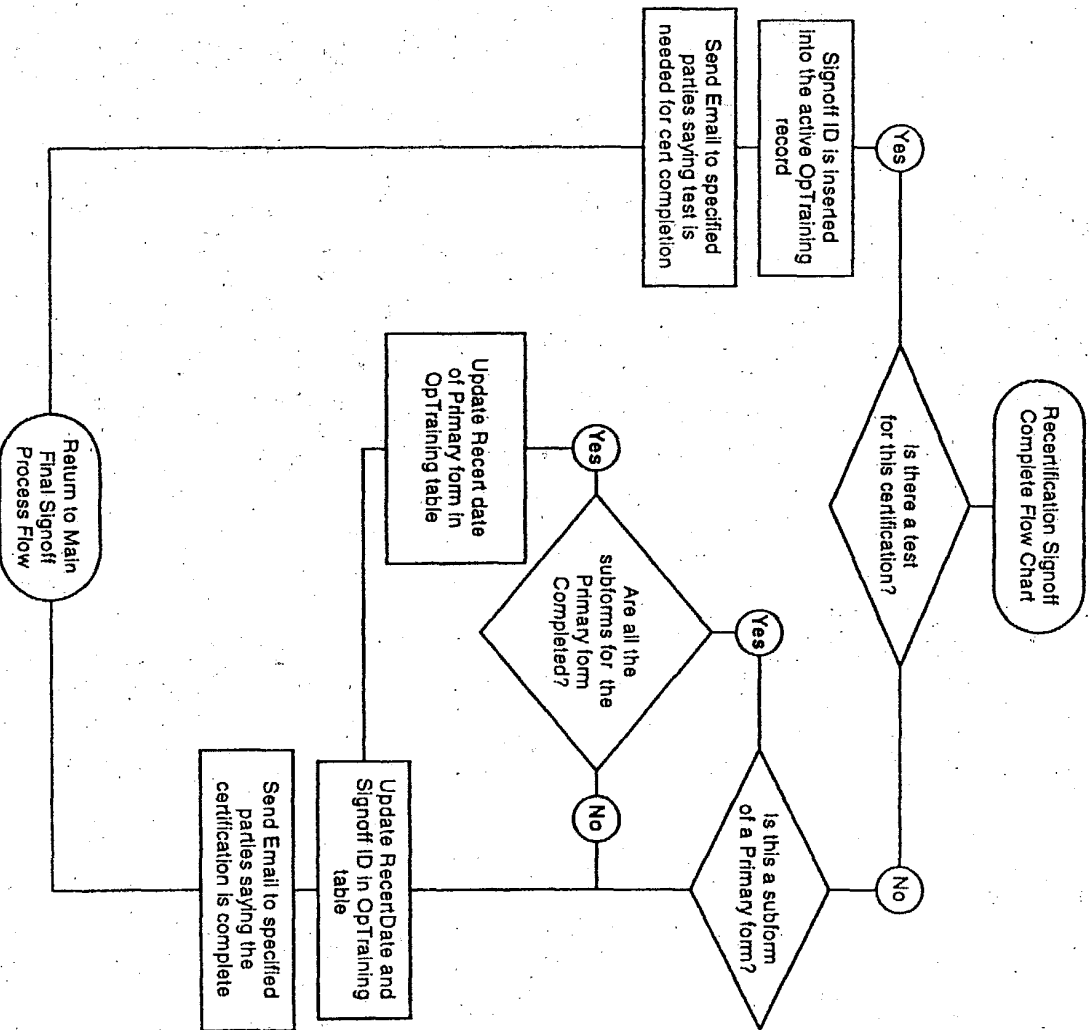 Recertification Signoff
Complete Flow Chart
Is there a test
for this certification?
Yes
No
Signoff ID is inserted
into the active OpTraining
record
Send Email to specified
parties saying test is
needed for cert completion
Is this a subform
of a Primary form?
Yes
Are all the
subforms for the
Primary form
Completed?
Yes
No
Update Recert date
of Primary form in
OpTraining table
Update RecertDate and
Signoff ID in OpTraining
table
Send Email to specified
parties saying the
certification is complete
Return to Main
Final Signoff
Process Flow